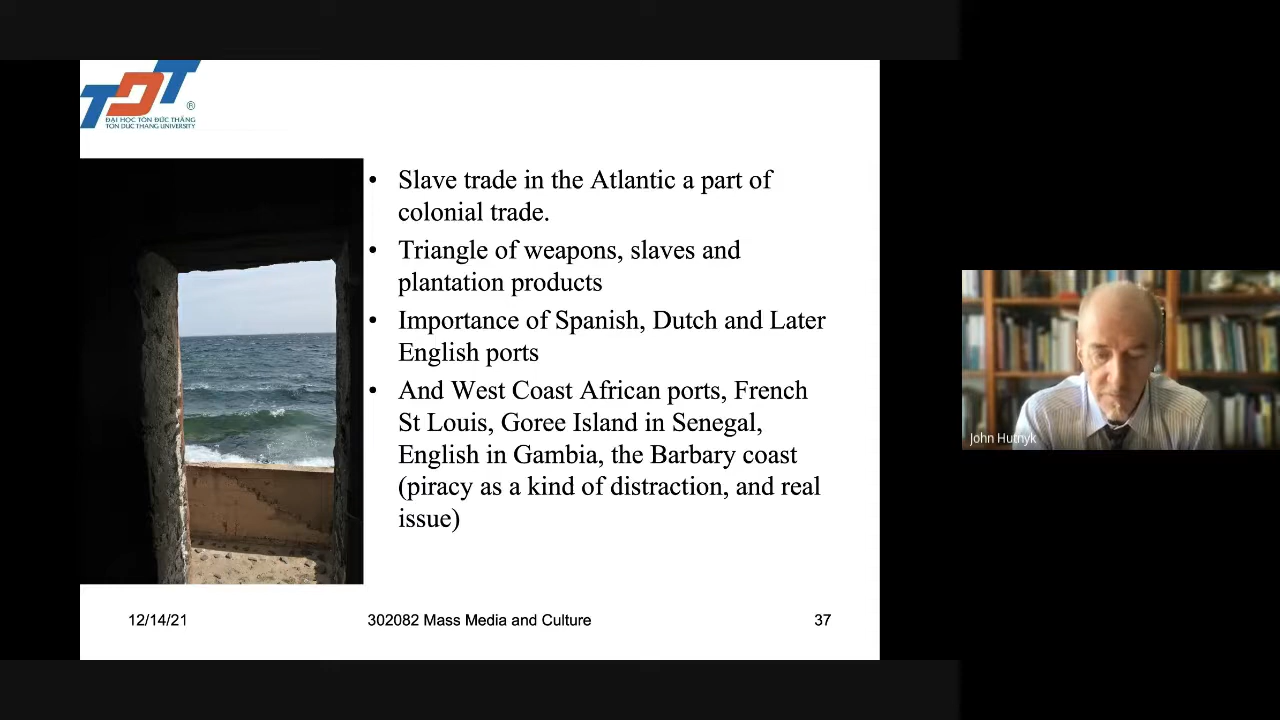 TDT
®
ĐẠI HỌC TÔN ĐỨC THẮNG
TON DUC THANG UNIVERSITY
• Slave trade in the Atlantic a part of
colonial trade.
• Triangle of weapons, slaves and
plantation products
• Importance of Spanish, Dutch and Later
English ports
• And West Coast African ports, French
St Louis, Goree Island in Senegal,
English in Gambia, the Barbary coast
(piracy as a kind of distraction, and real
issue)
12/14/21
302082 Mass Media and Culture
37
John Hutnyk